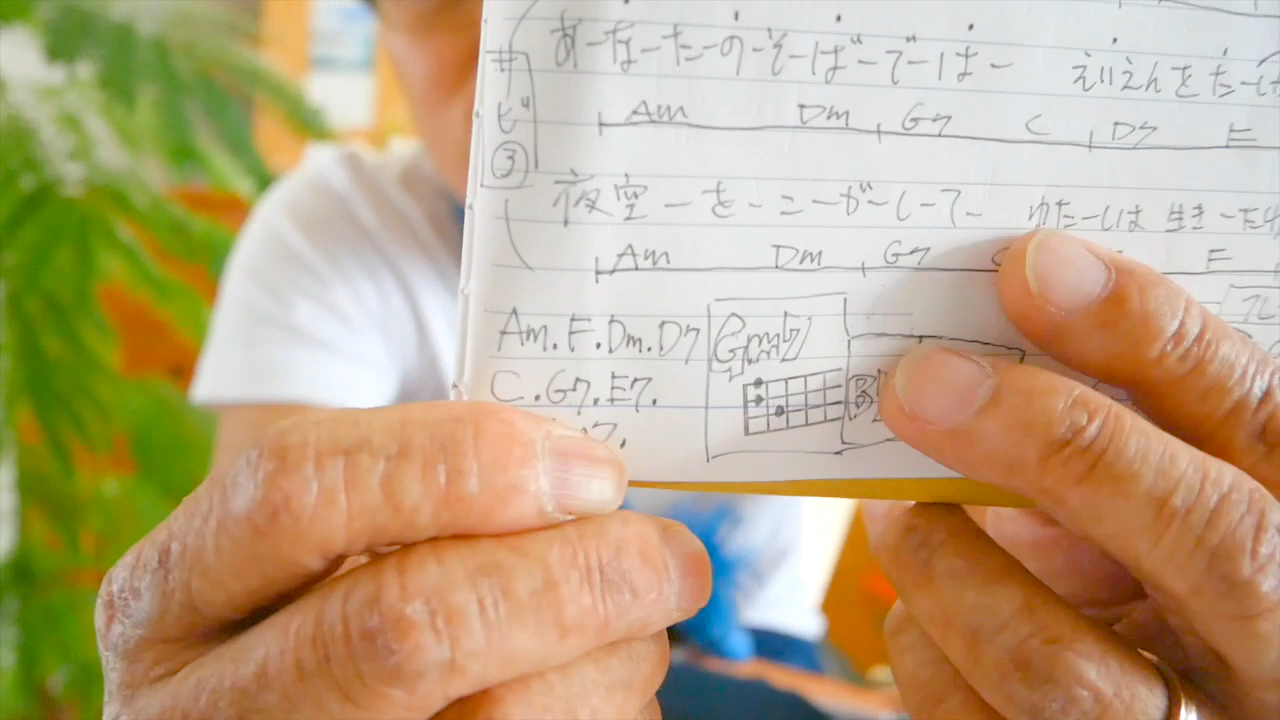 あーなーたーのーそーばーではー えいえんをたー
サビ③
Am Dm G7 C D7 E
夜空ーをーこーがーしーてー ゆたーしは 生きーた
Am Dm G7 F
Am.F.Dm.D7 Gm7
C.G7.E7.